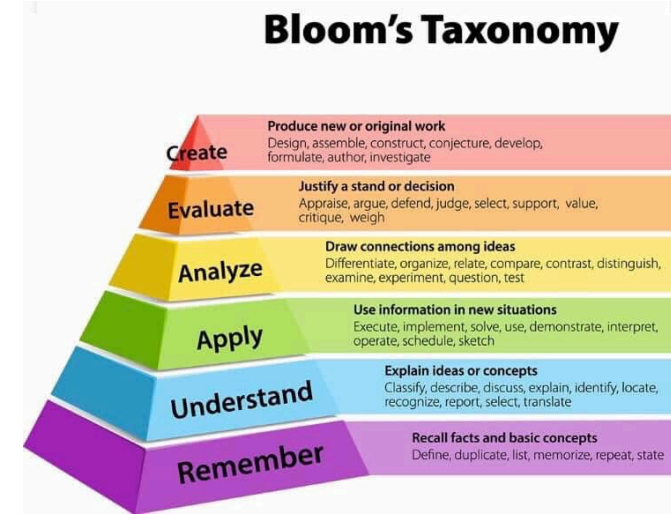 Bloom's Taxonomy
Create
Produce new or original work
Design, assemble, construct, conjecture, develop,
formulate, author, investigate
Evaluate
Justify a stand or decision
Appraise, argue, defend, judge, select, support, value,
critique, weigh
Analyze
Draw connections among ideas
Differentiate, organize, relate, compare, contrast, distinguish,
examine, experiment, question, test
Apply
Use information in new situations
Execute, implement, solve, use, demonstrate, interpret,
operate, schedule, sketch
Understand
Explain ideas or concepts
Classify, describe, discuss, explain, identify, locate,
recognize, report, select, translate
Remember
Recall facts and basic concepts
Define, duplicate, list, memorize, repeat, state